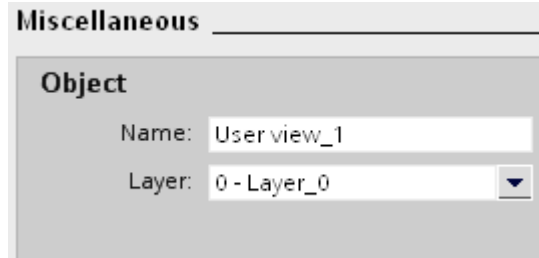 Miscellaneous
Object
Name: User view_1
Layer: 0 - Layer_0